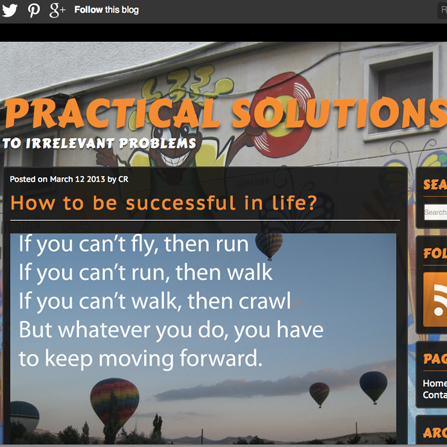 Follow this blog
R
PRACTICAL SOLUTIONS
TO IRRELEVANT PROBLEMS
Posted on March 12 2013 by CR
How to be successful in life?
If you can't fly, then run
If you can't run, then walk
If you can't walk, then crawl
But whatever you do, you have
to keep moving forward.
SEA
Search
FOL
PAG
Home
Conta
ARC